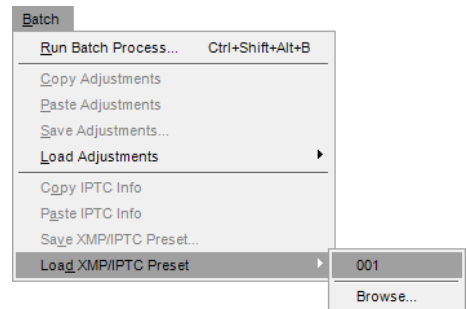 Batch
Run Batch Process... Ctrl+Shift+Alt+B
Copy Adjustments
Paste Adjustments
Save Adjustments...
Load Adjustments
Copy IPTC Info
Paste IPTC Info
Save XMP/IPTC Preset...
Load XMP/IPTC Preset
001
Browse...